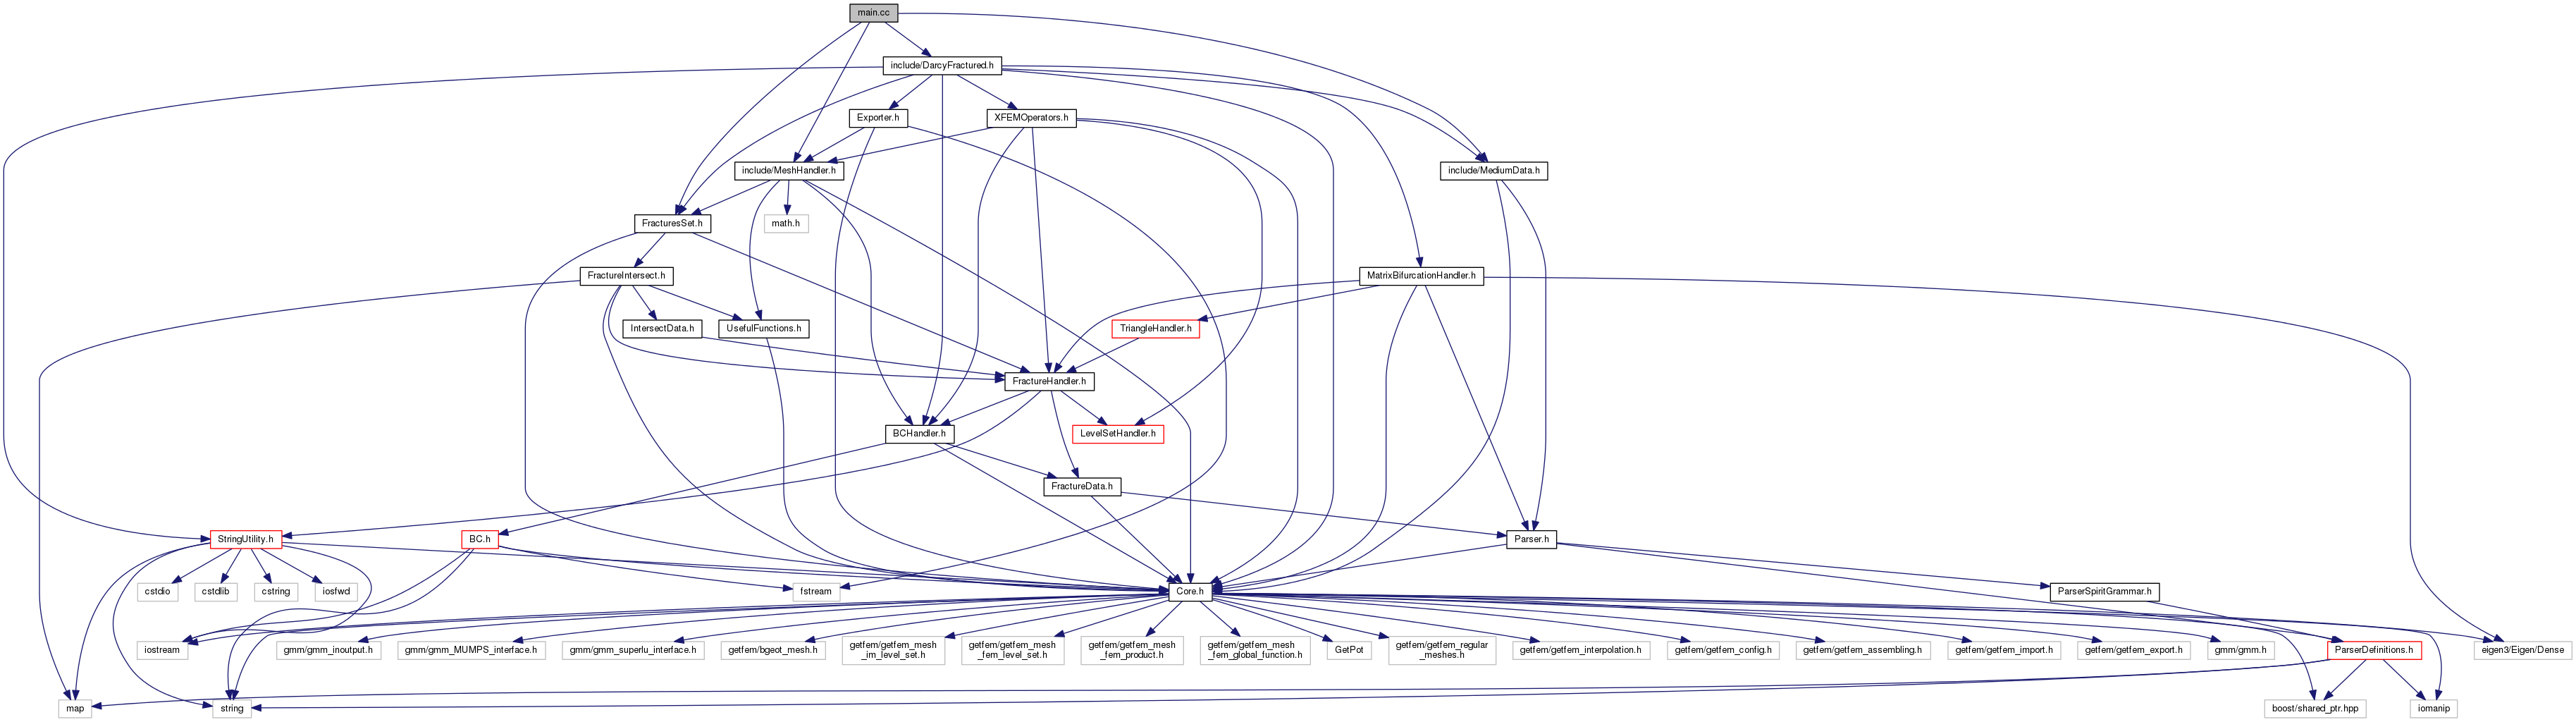 main.cc
include/DarcyFractured.h
Exporter.h
XFEMOperators.h
include/MeshHandler.h
include/MediumData.h
FracturesSet.h
math.h
FractureIntersect.h
MatrixBifurcationHandler.h
IntersectData.h
UsefulFunctions.h
TriangleHandler.h
FractureHandler.h
BCHandler.h
LevelSetHandler.h
FractureData.h
StringUtility.h
BC.h
Parser.h
cstdio
cstdlib
cstring
iosfwd
fstream
Core.h
ParserSpiritGrammar.h
iostream
gmm/gmm_inoutput.h
gmm/gmm_MUMPS_interface.h
gmm/gmm_superlu_interface.h
getfem/bgeot_mesh.h
getfem/getfem_mesh
_im_level_set.h
getfem/getfem_mesh
_fem_level_set.h
getfem/getfem_mesh
_fem_product.h
getfem/getfem_mesh
_fem_global_function.h
GetPot
getfem/getfem_regular
_meshes.h
getfem/getfem_interpolation.h
getfem/getfem_config.h
getfem/getfem_assembling.h
getfem/getfem_import.h
getfem/getfem_export.h
gmm/gmm.h
ParserDefinitions.h
eigen3/Eigen/Dense
map
string
boost/shared_ptr.hpp
iomanip